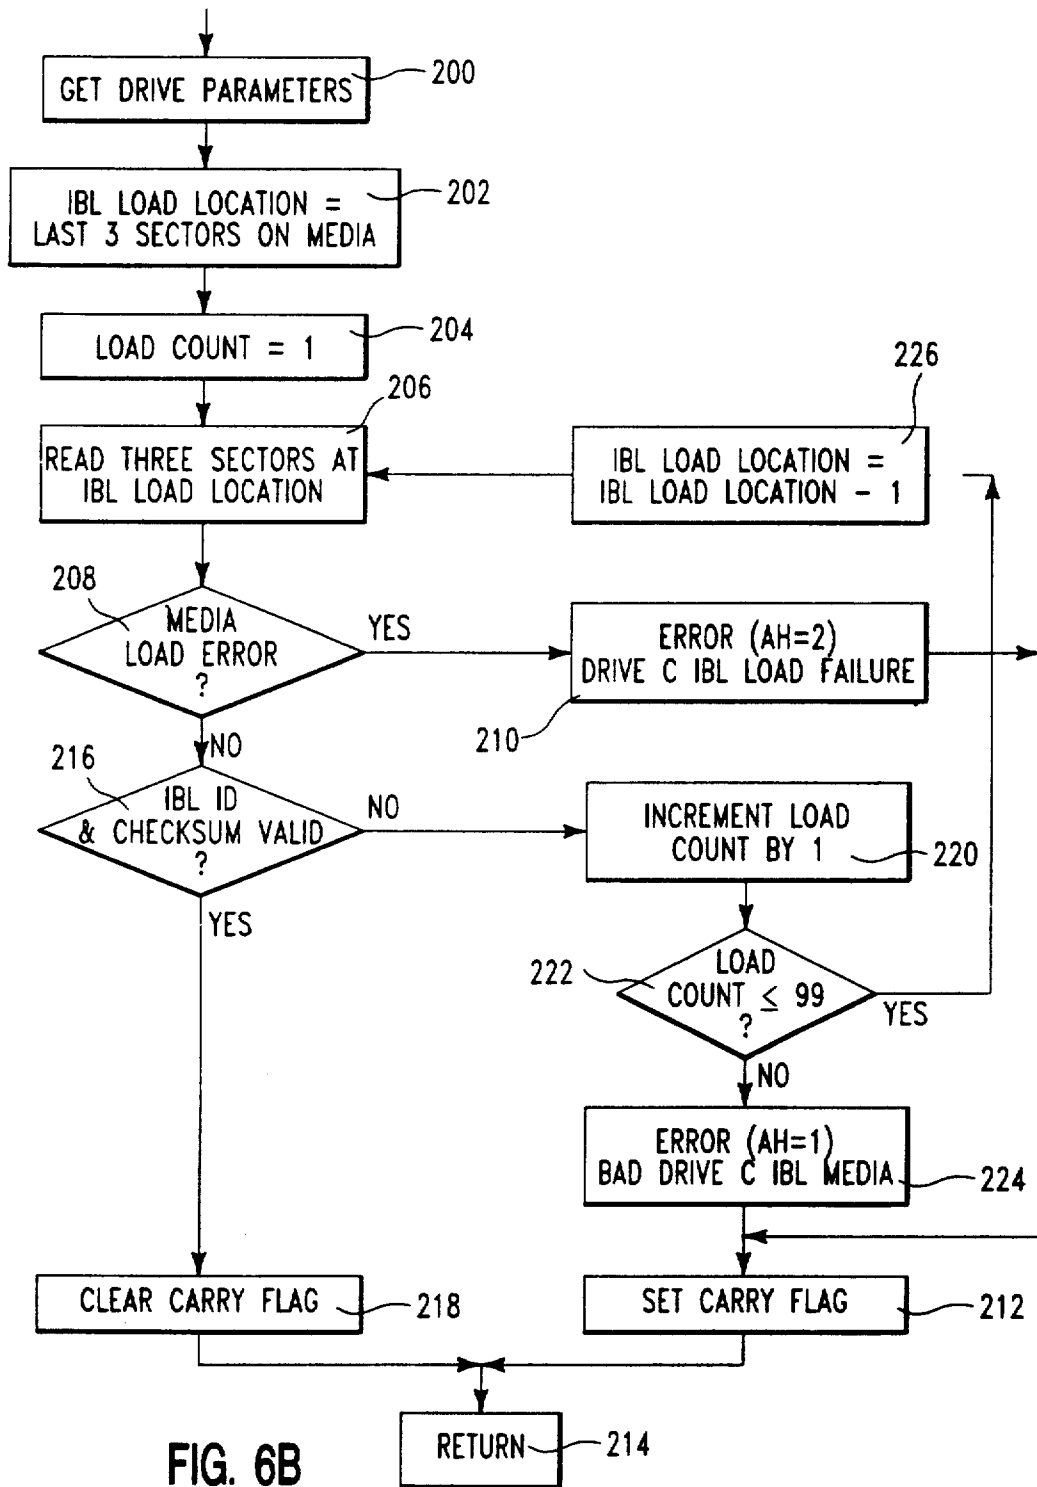 GET DRIVE PARAMETERS
200
IBL LOAD LOCATION =
LAST 3 SECTORS ON MEDIA
202
LOAD COUNT = 1
204
206
READ THREE SECTORS AT
IBL LOAD LOCATION
226
IBL LOAD LOCATION =
IBL LOAD LOCATION - 1
208
MEDIA
LOAD ERROR
?
YES
ERROR (AH=2)
DRIVE C IBL LOAD FAILURE
210
NO
216
IBL ID
& CHECKSUM VALID
?
NO
INCREMENT LOAD
COUNT BY 1
220
YES
222
LOAD
COUNT ≤ 99
?
YES
NO
ERROR (AH=1)
BAD DRIVE C IBL MEDIA
224
CLEAR CARRY FLAG
218
SET CARRY FLAG
212
RETURN
214
FIG. 6B